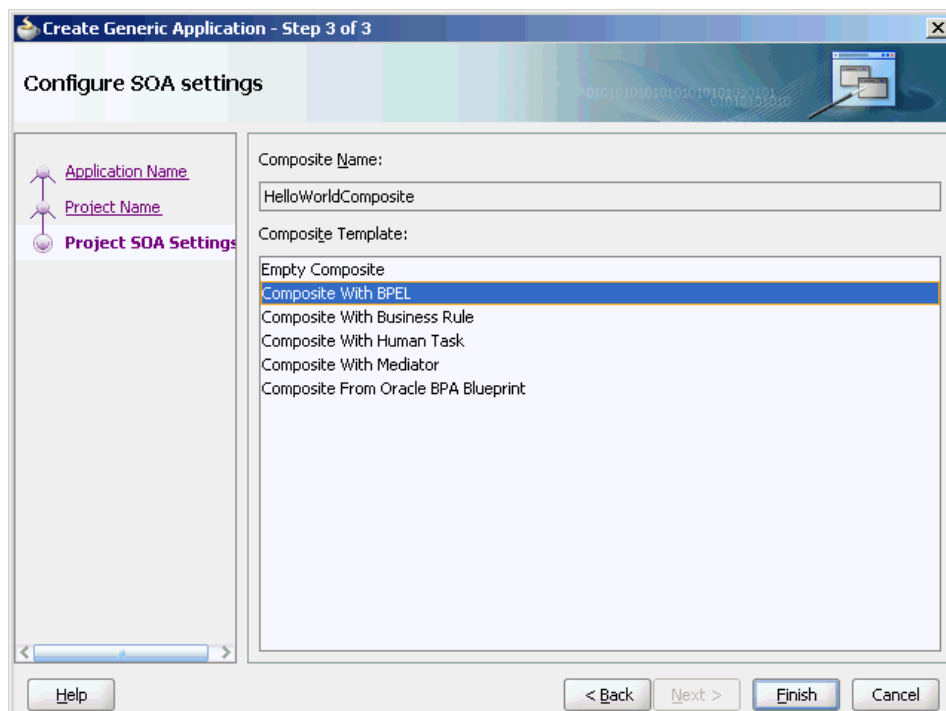 Create Generic Application - Step 3 of 3
Configure SOA settings
Application Name
Project Name
Project SOA Settings
Composite Name:
HelloWorldComposite
Composite Template:
Empty Composite
Composite With BPEL
Composite With Business Rule
Composite With Human Task
Composite With Mediator
Composite From Oracle BPA Blueprint
Help
< Back
Next >
Finish
Cancel